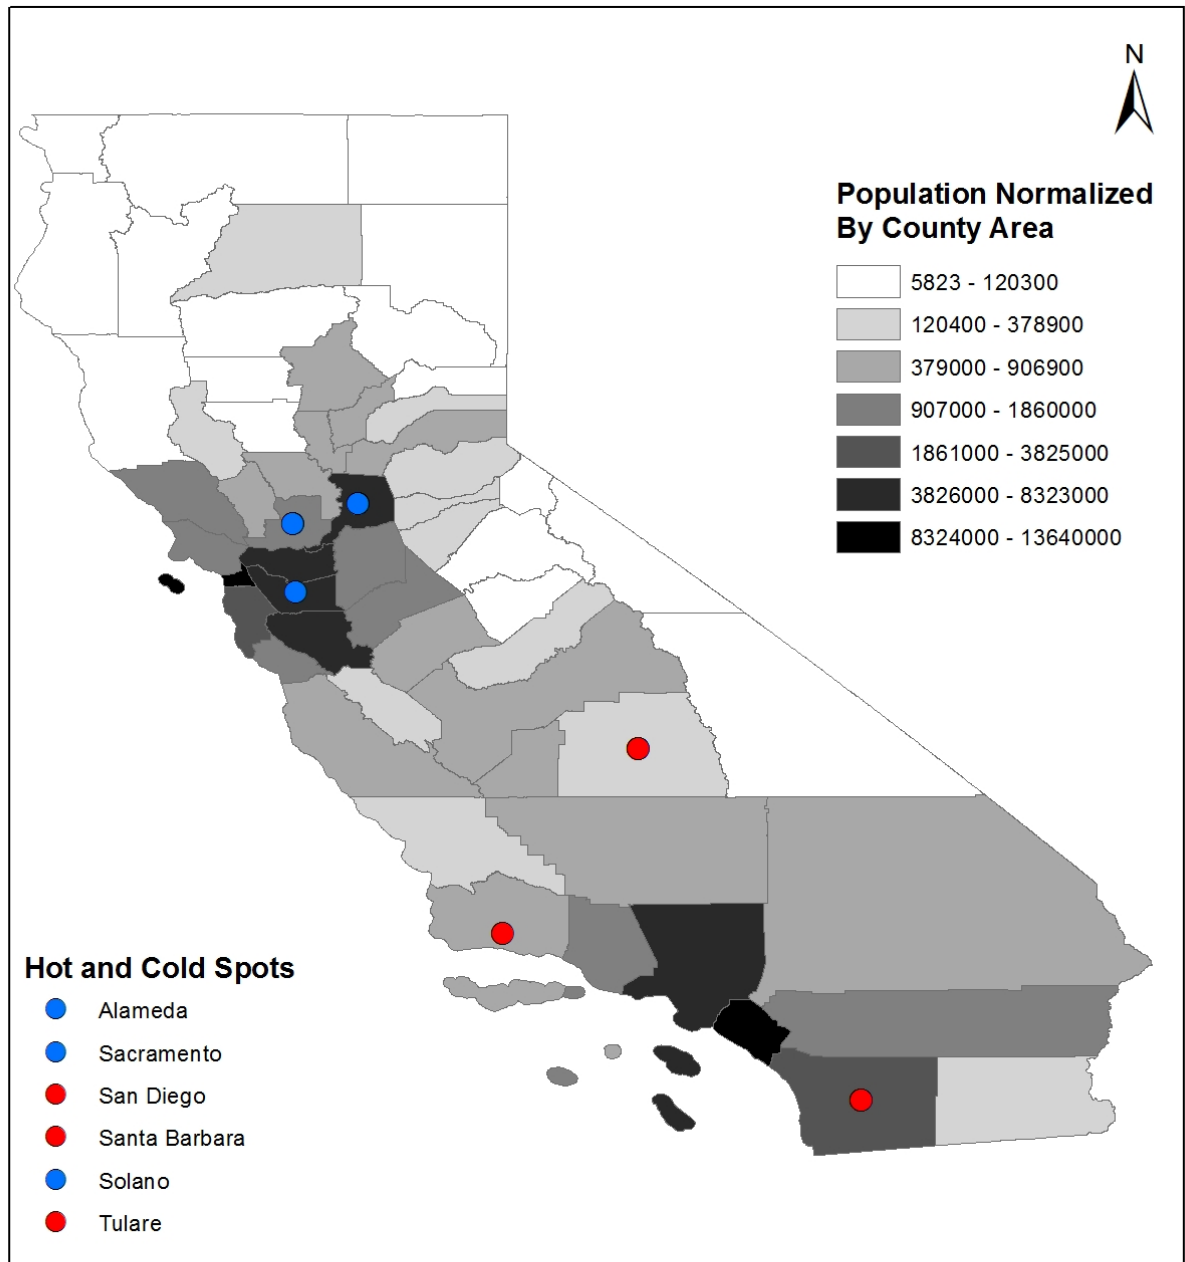 N
Population Normalized
By County Area
5823 - 120300
120400 - 378900
379000 - 906900
907000 - 1860000
1861000 - 3825000
3826000 - 8323000
8324000 - 13640000
Hot and Cold Spots
Alameda
Sacramento
San Diego
Santa Barbara
Solano
Tulare